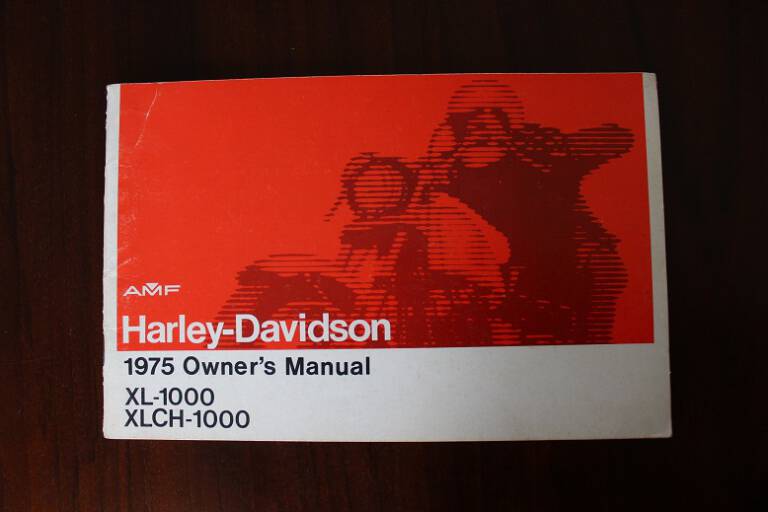 AMF
Harley-Davidson
1975 Owner's Manual
XL-1000
XLCH-1000